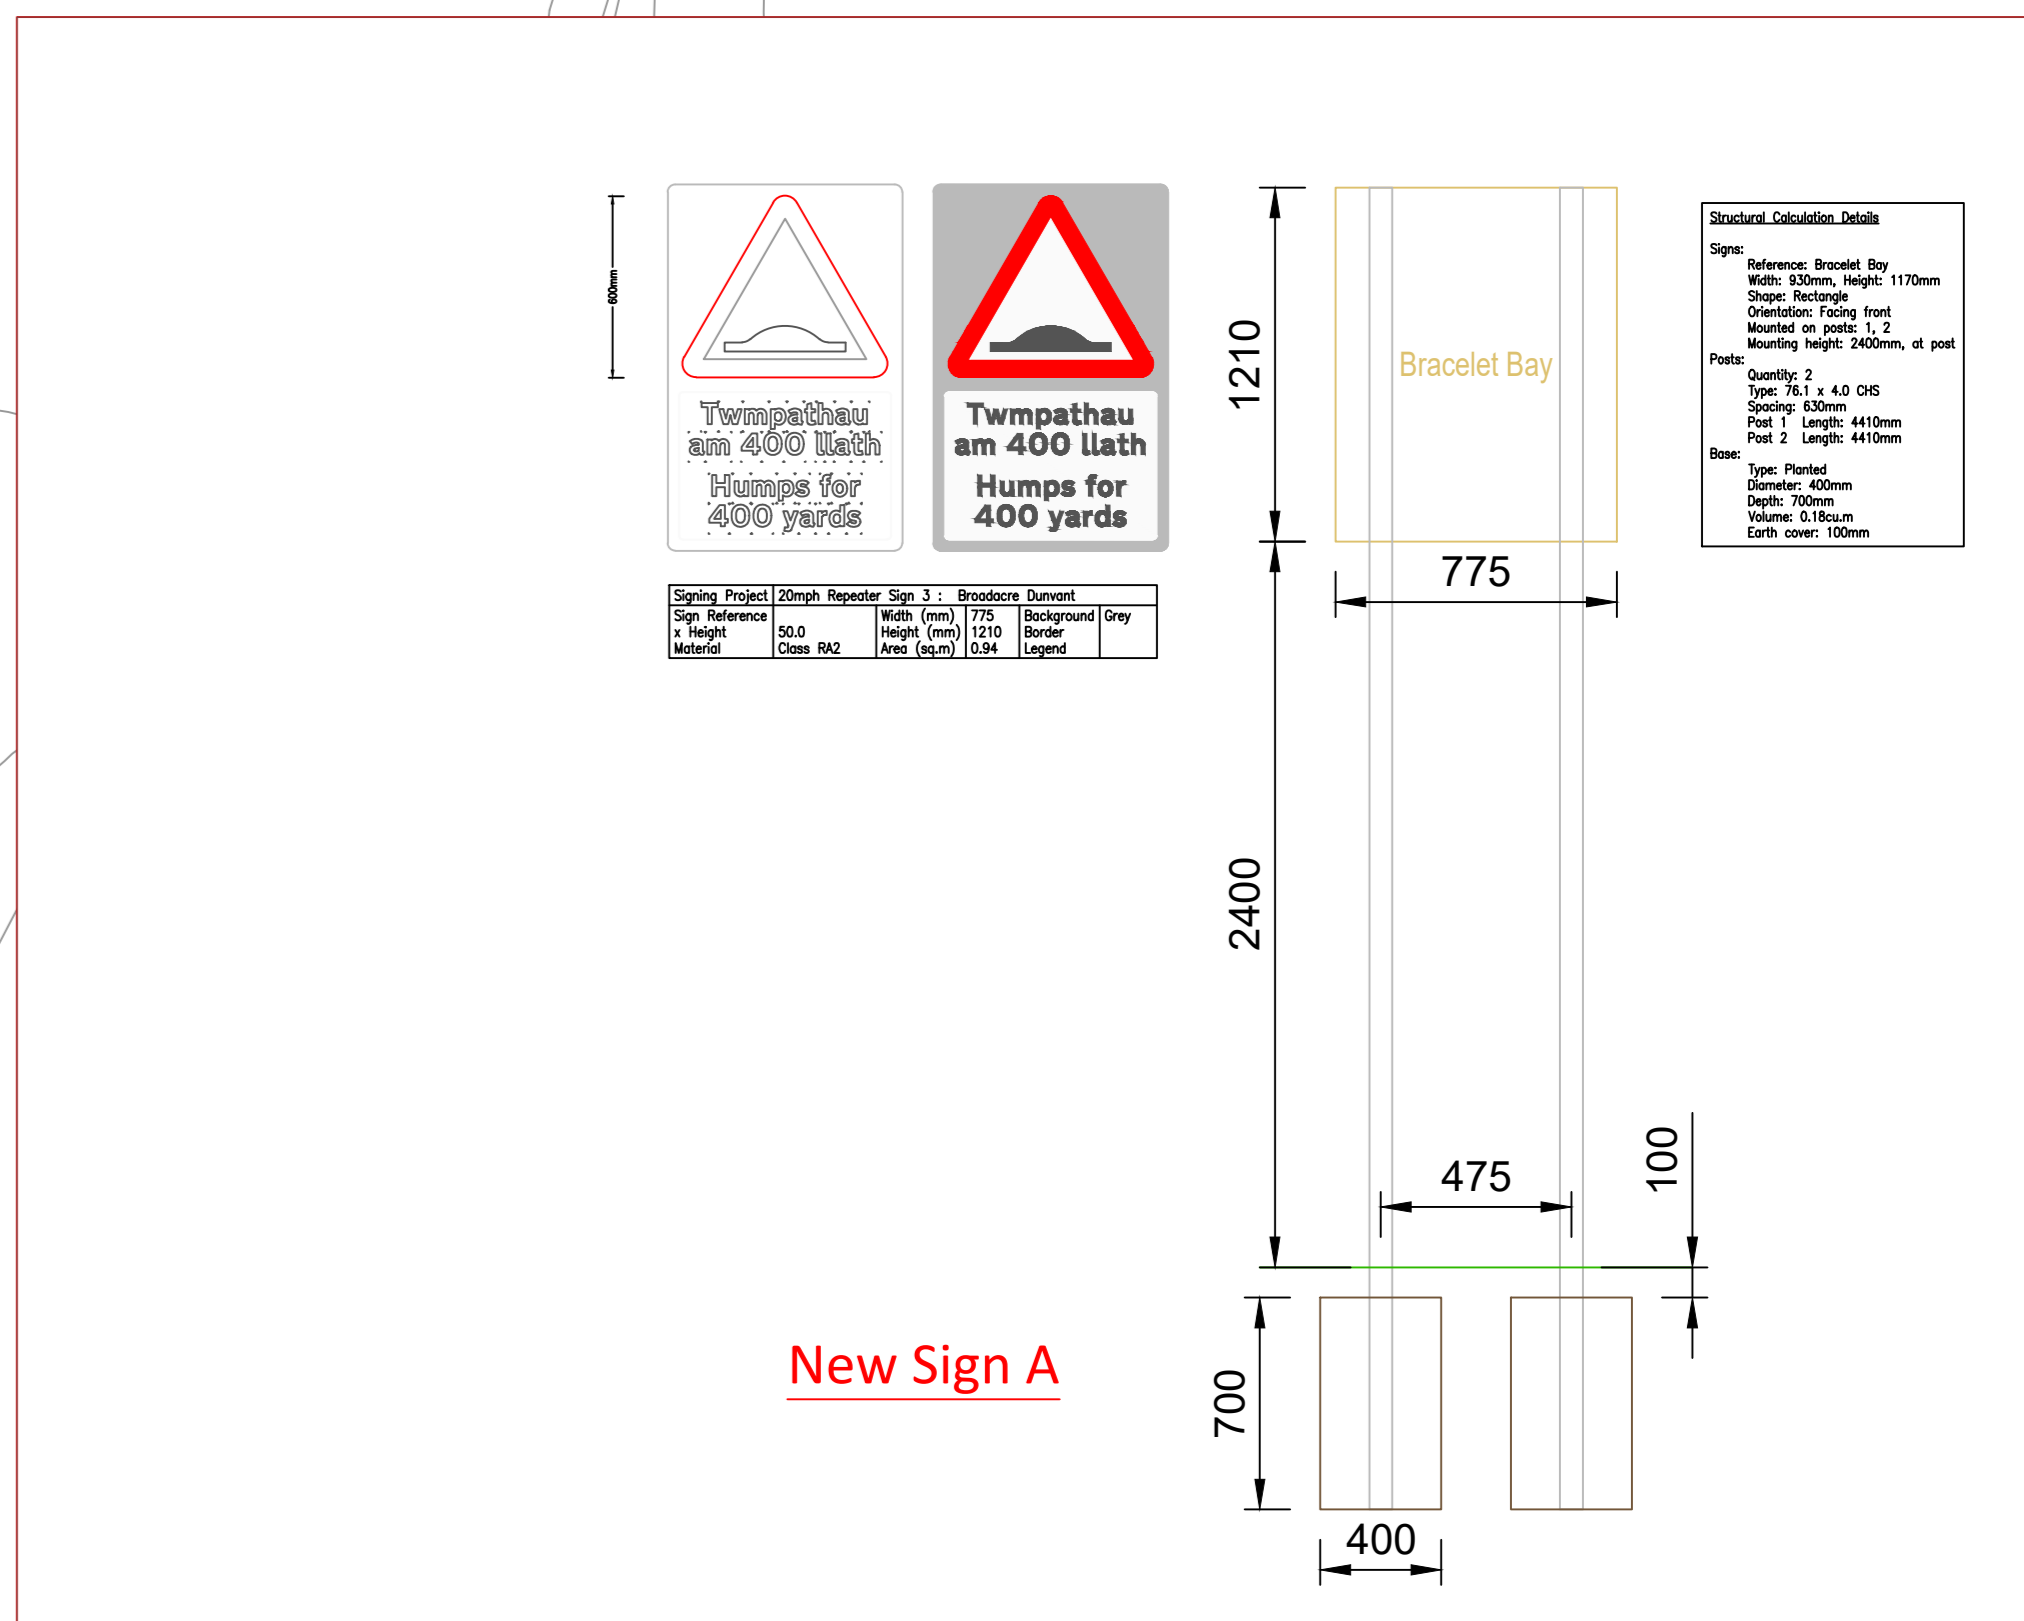 600mm
Twmpathau
am 400 llath
Humps for
400 yards
Twmpathau
am 400 llath
Humps for
400 yards
Signing Project 20mph Repeater Sign 3 : Broadacre Dunvant
Sign Reference Width (mm) 775 Background Grey
x Height 50.0 Height (mm) 1210 Border
Material Class RA2 Area (sq.m) 0.94 Legend
1210
Bracelet Bay
775
2400
475
100
700
400
Structural Calculation Details
Signs:
Reference: Bracelet Bay
Width: 930mm, Height: 1170mm
Shape: Rectangle
Orientation: Facing front
Mounted on posts: 1, 2
Mounting height: 2400mm, at post
Posts:
Quantity: 2
Type: 76.1 x 4.0 CHS
Spacing: 630mm
Post 1 Length: 4410mm
Post 2 Length: 4410mm
Base:
Type: Planted
Diameter: 400mm
Depth: 700mm
Volume: 0.18cu.m
Earth cover: 100mm
New Sign A